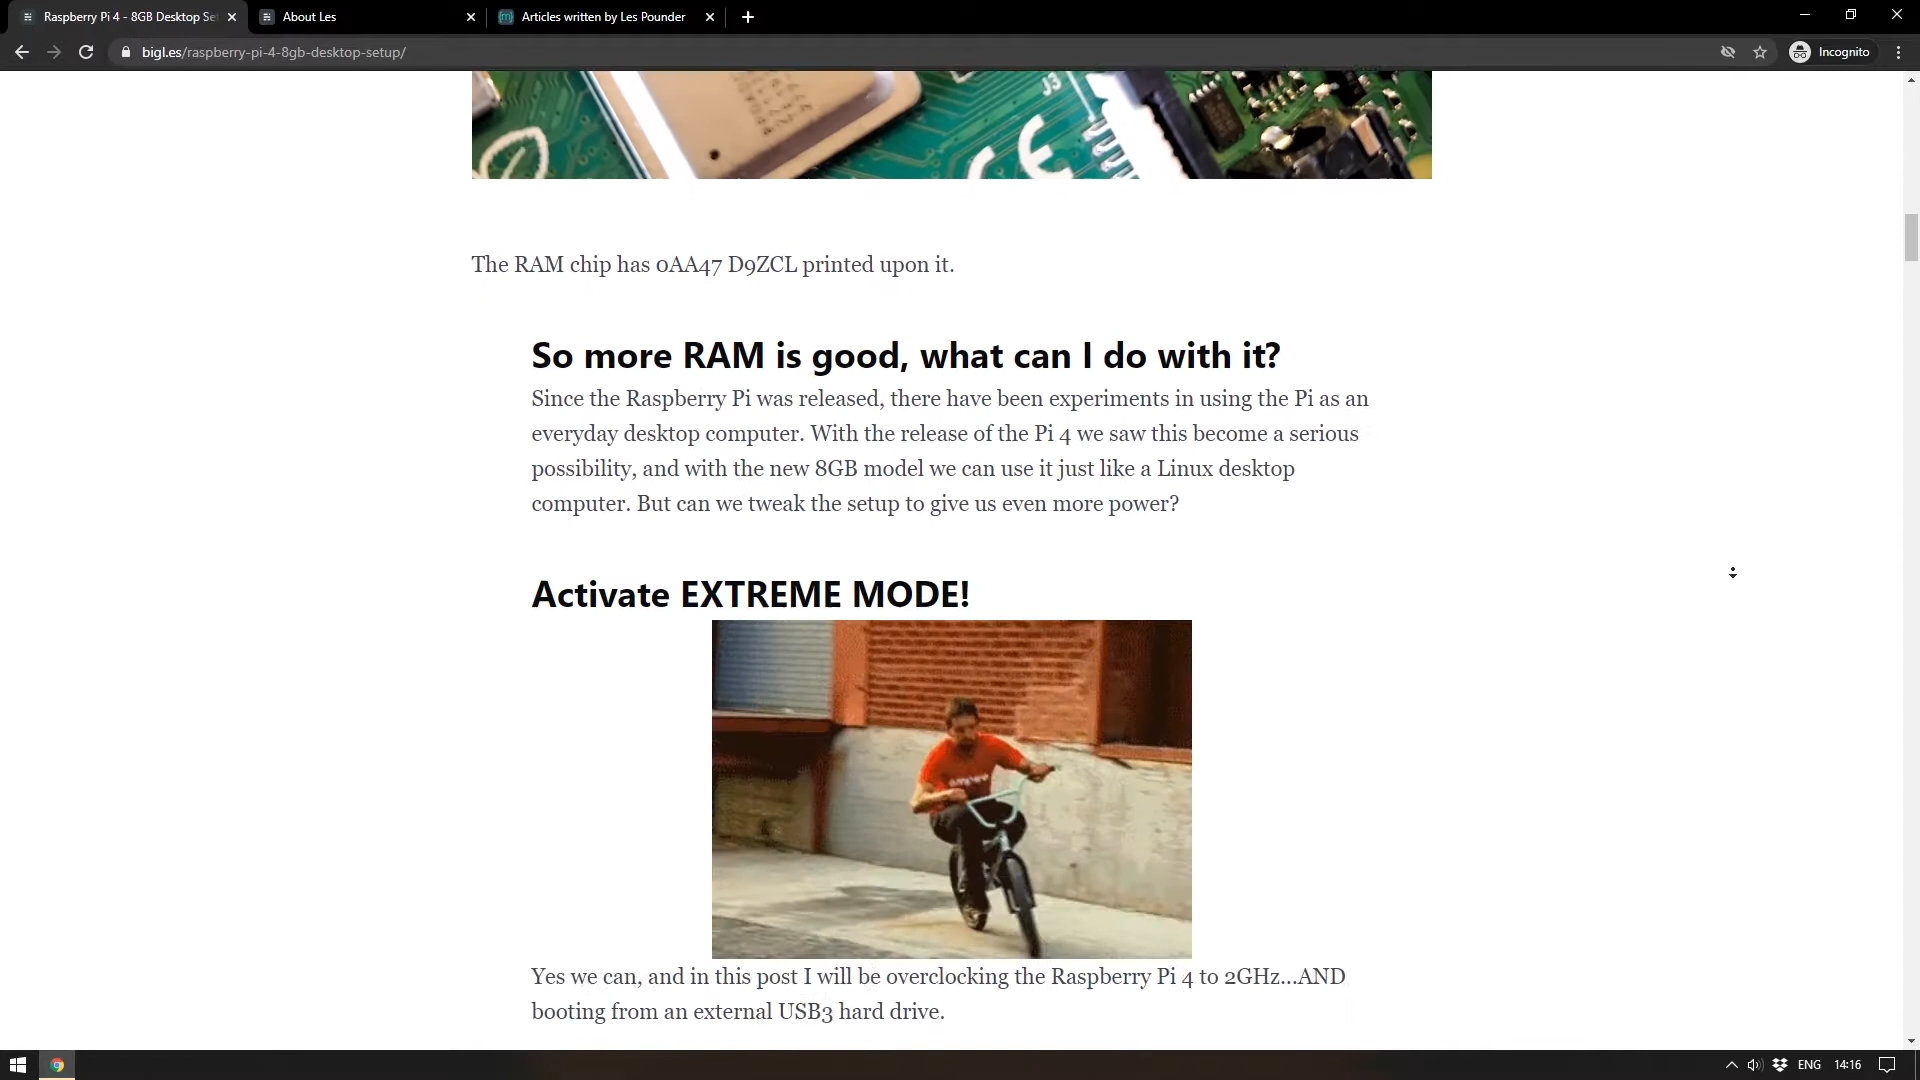 Raspberry Pi 4 - 8GB Desktop Se
About Les
Articles written by Les Pounder
bigl.es/raspberry-pi-4-8gb-desktop-setup/
Incognito
J3
CE
The RAM chip has 0AA47 D9ZCL printed upon it.
So more RAM is good, what can I do with it?
Since the Raspberry Pi was released, there have been experiments in using the Pi as an
everyday desktop computer. With the release of the Pi 4 we saw this become a serious
possibility, and with the new 8GB model we can use it just like a Linux desktop
computer. But can we tweak the setup to give us even more power?
Activate EXTREME MODE!
Yes we can, and in this post I will be overclocking the Raspberry Pi 4 to 2GHz...AND
booting from an external USB3 hard drive.
ENG
14:16